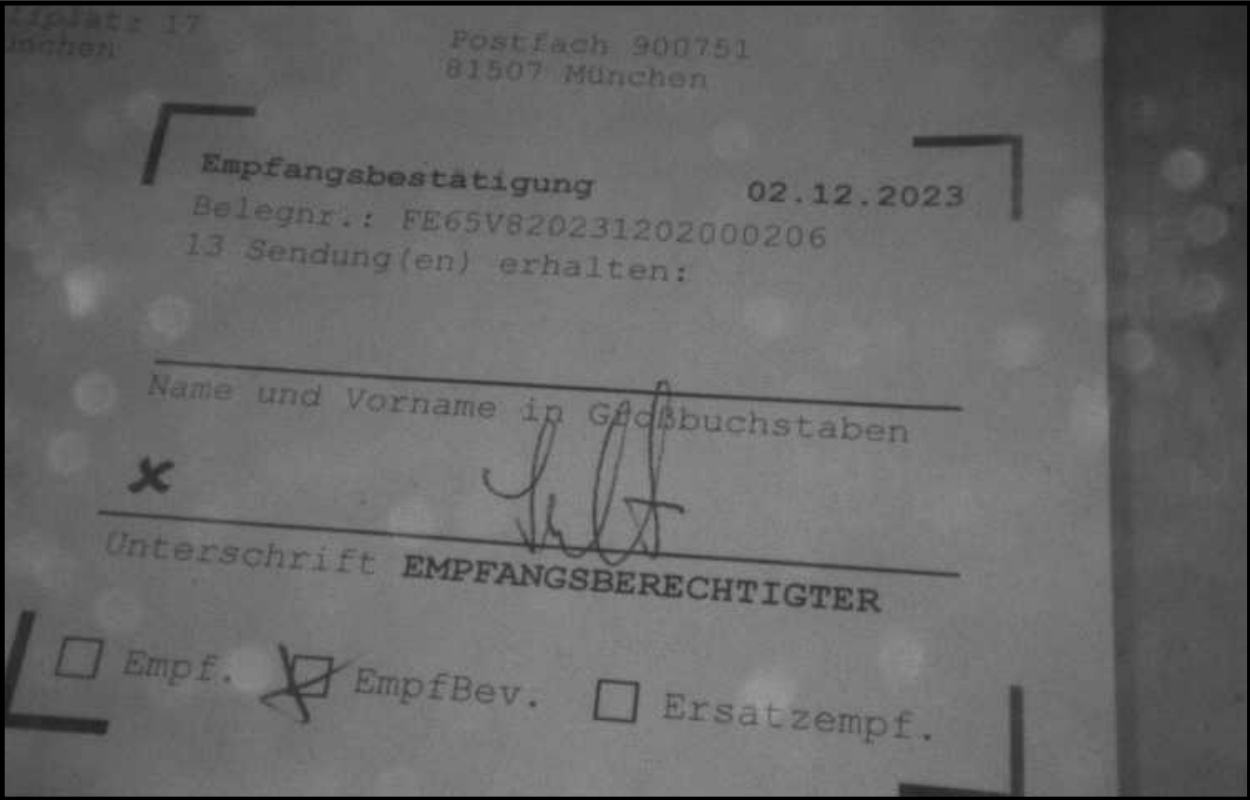 17
Postfach 900751
81507 München
Empfangsbestätigung 02.12.2023
Belegnr.: FE65V820231202000206
13 Sendung(en) erhalten:
Name und Vorname in Großbuchstaben
x
Unterschrift EMPFANGSBERECHTIGTER
Empf. EmpfBev. Ersatzempf.